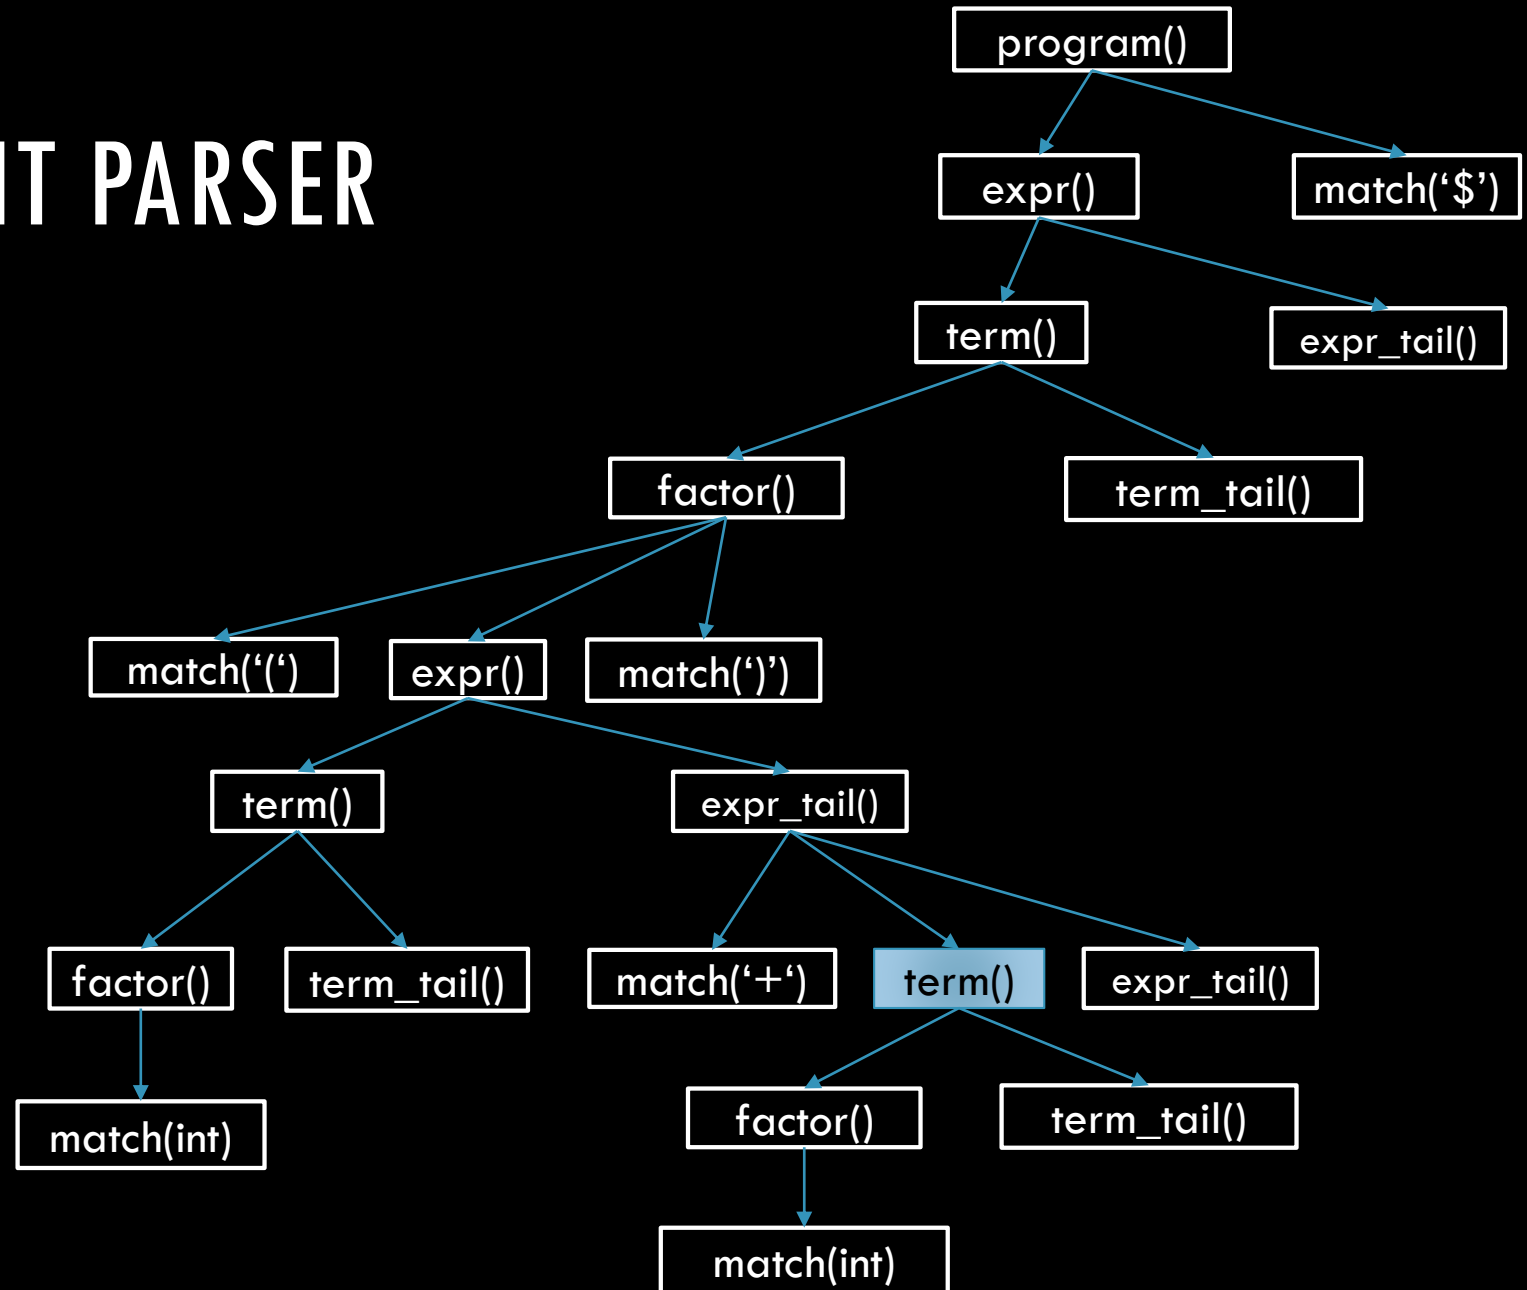 program()
IT PARSER
expr()
match(‘$’)
term()
expr_tail()
factor()
term_tail()
match(‘(‘)
expr()
match(‘)’)
term()
expr_tail()
factor()
term_tail()
match(‘+‘)
term()
expr_tail()
match(int)
factor()
term_tail()
match(int)